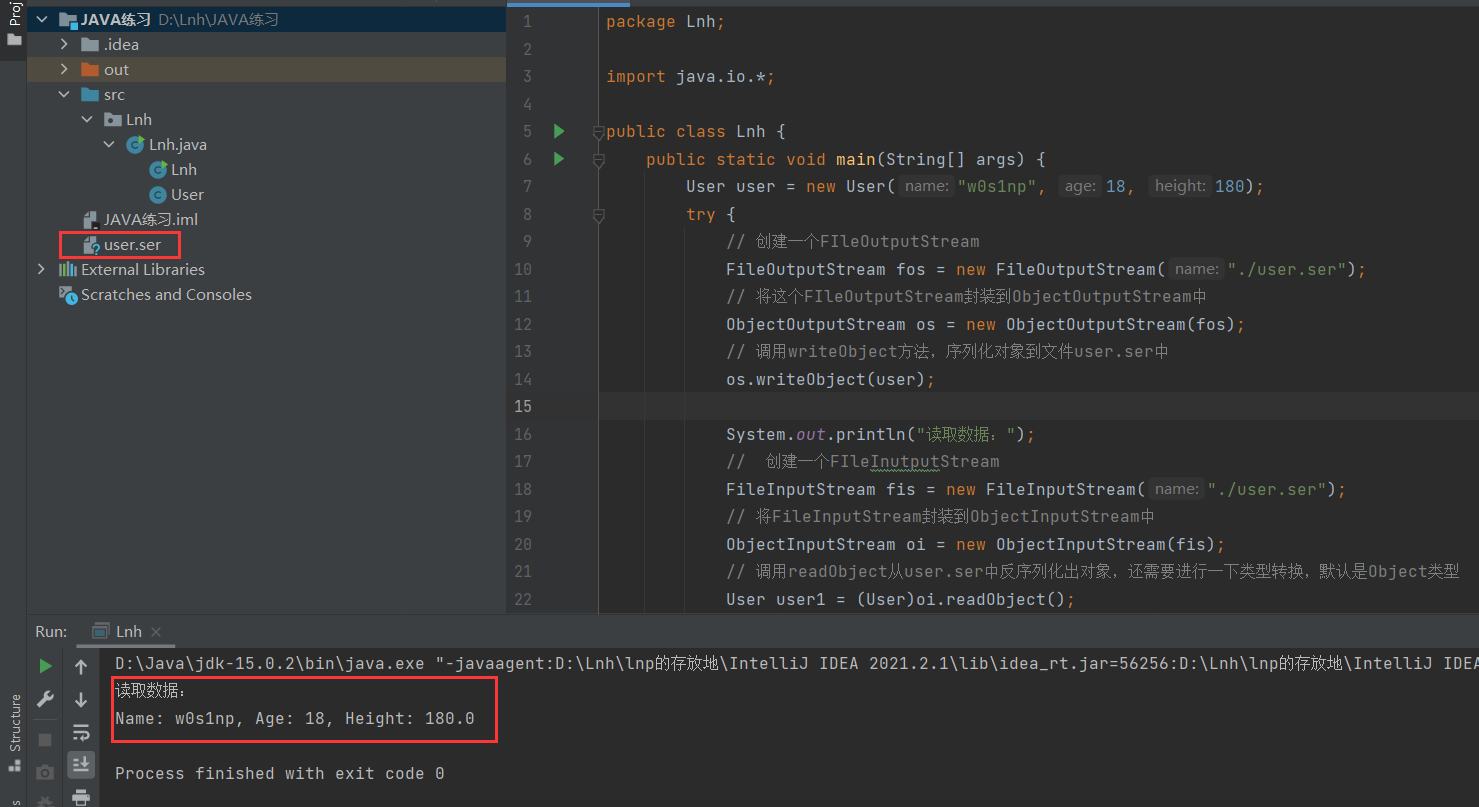 Proj
JAVA练习 D:\Lnh\JAVA练习
.idea
out
src
Lnh
Lnh.java
Lnh
User
JAVA练习.iml
user.ser
External Libraries
Scratches and Consoles
1 package Lnh;
2
3 import java.io.*;
4
5 public class Lnh {
6 public static void main(String[] args) {
7 User user = new User( name: "w0s1np", age: 18, height: 180);
8 try {
9 // 创建一个FIleOutputStream
10 FileOutputStream fos = new FileOutputStream( name: "./user.ser");
11 // 将这个FIleOutputStream封装到ObjectOutputStream中
12 ObjectOutputStream os = new ObjectOutputStream(fos);
13 // 调用writeObject方法，序列化对象到文件user.ser中
14 os.writeObject(user);
15
16 System.out.println("读取数据：");
17 // 创建一个FIleInutputStream
18 FileInputStream fis = new FileInputStream( name: "./user.ser");
19 // 将FileInputStream封装到ObjectInputStream中
20 ObjectInputStream oi = new ObjectInputStream(fis);
21 // 调用readObject从user.ser中反序列化出对象，还需要进行一下类型转换，默认是Object类型
22 User user1 = (User)oi.readObject();
Run: Lnh
D:\Java\jdk-15.0.2\bin\java.exe "-javaagent:D:\Lnh\lnp的存放地\IntelliJ IDEA 2021.2.1\lib\idea_rt.jar=56256:D:\Lnh\lnp的存放地\IntelliJ IDEA
读取数据：
Name: w0s1np, Age: 18, Height: 180.0
Process finished with exit code 0
Structure